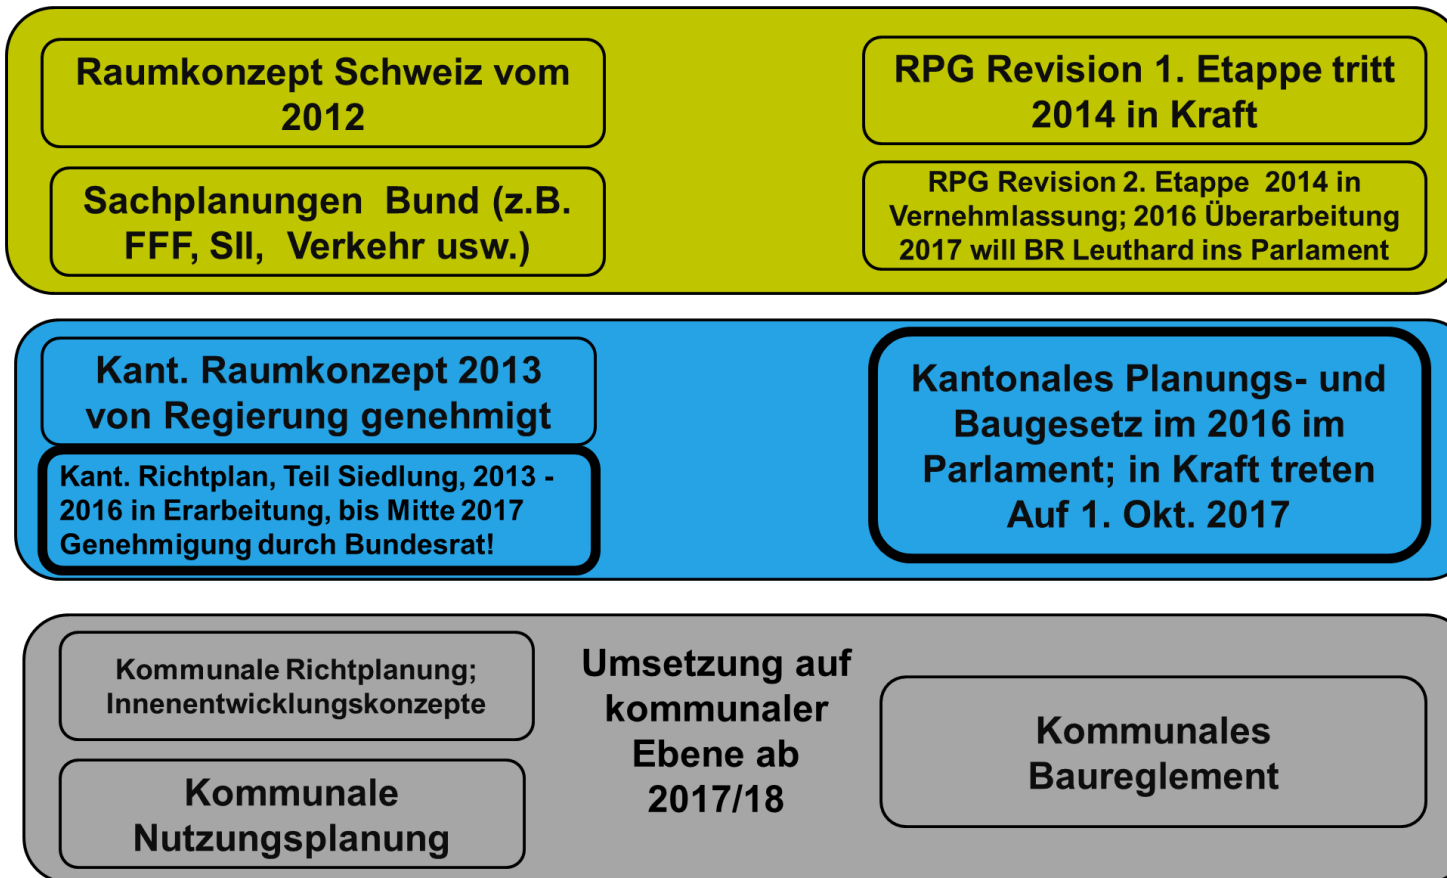 Raumkonzept Schweiz vom
2012
RPG Revision 1. Etappe tritt
2014 in Kraft
Sachplanungen Bund (z.B.
FFF, SIl, Verkehr usw.)
RPG Revision 2. Etappe 2014 in
Vernehmlassung; 2016 Überarbeitung
2017 will BR Leuthard ins Parlament
Kant. Raumkonzept 2013
von Regierung genehmigt
Kant. Richtplan, Teil Siedlung, 2013 -
2016 in Erarbeitung, bis Mitte 2017
Genehmigung durch Bundesrat!
Kantonales Planungs- und
Baugesetz im 2016 im
Parlament; in Kraft treten
Auf 1. Okt. 2017
Kommunale Richtplanung;
Innenentwicklungskonzepte
Kommunale
Nutzungsplanung
Umsetzung auf
kommunaler
Ebene ab
2017/18
Kommunales
Baureglement